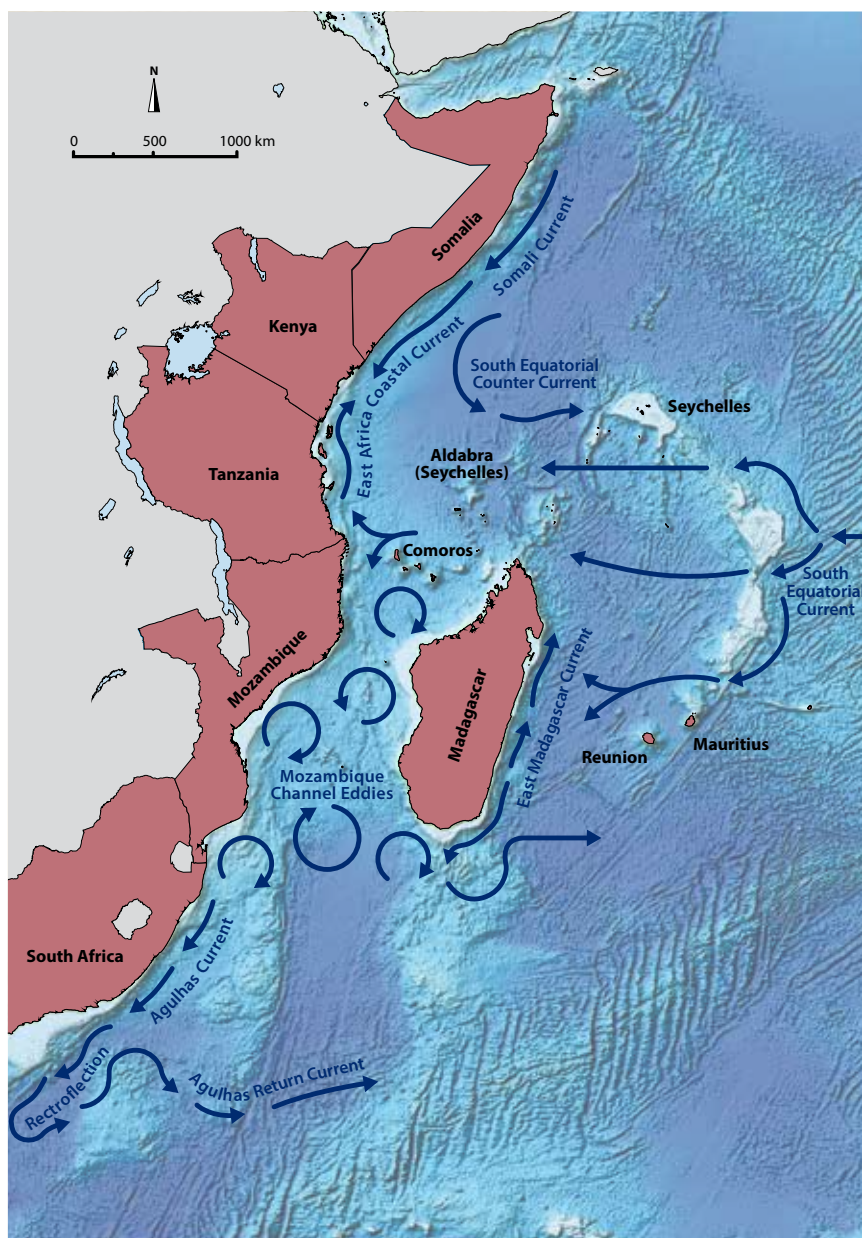 N
0 500 1000 km
Somalia
Somali Current
Kenya
East Africa Coastal Current
South Equatorial
Counter Current
Seychelles
Aldabra
(Seychelles)
Tanzania
Comoros
South
Equatorial
Current
Mozambique
Madagascar
East Madagascar Current
Reunion
Mauritius
Mozambique
Channel Eddies
South Africa
Agulhas Current
Rectroflection
Agulhas Return Current